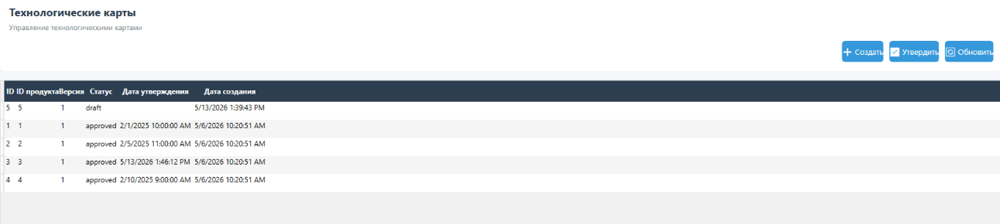 Технологические карты
Управление технологическими картами
Создать Утвердить Обновить
ID ID продукта Версия Статус Дата утверждения Дата создания
5 5 1 draft 5/13/2026 1:39:43 PM
1 1 1 approved 2/1/2025 10:00:00 AM 5/6/2026 10:20:51 AM
2 2 1 approved 2/5/2025 11:00:00 AM 5/6/2026 10:20:51 AM
3 3 1 approved 5/13/2026 1:46:12 PM 5/6/2026 10:20:51 AM
4 4 1 approved 2/10/2025 9:00:00 AM 5/6/2026 10:20:51 AM